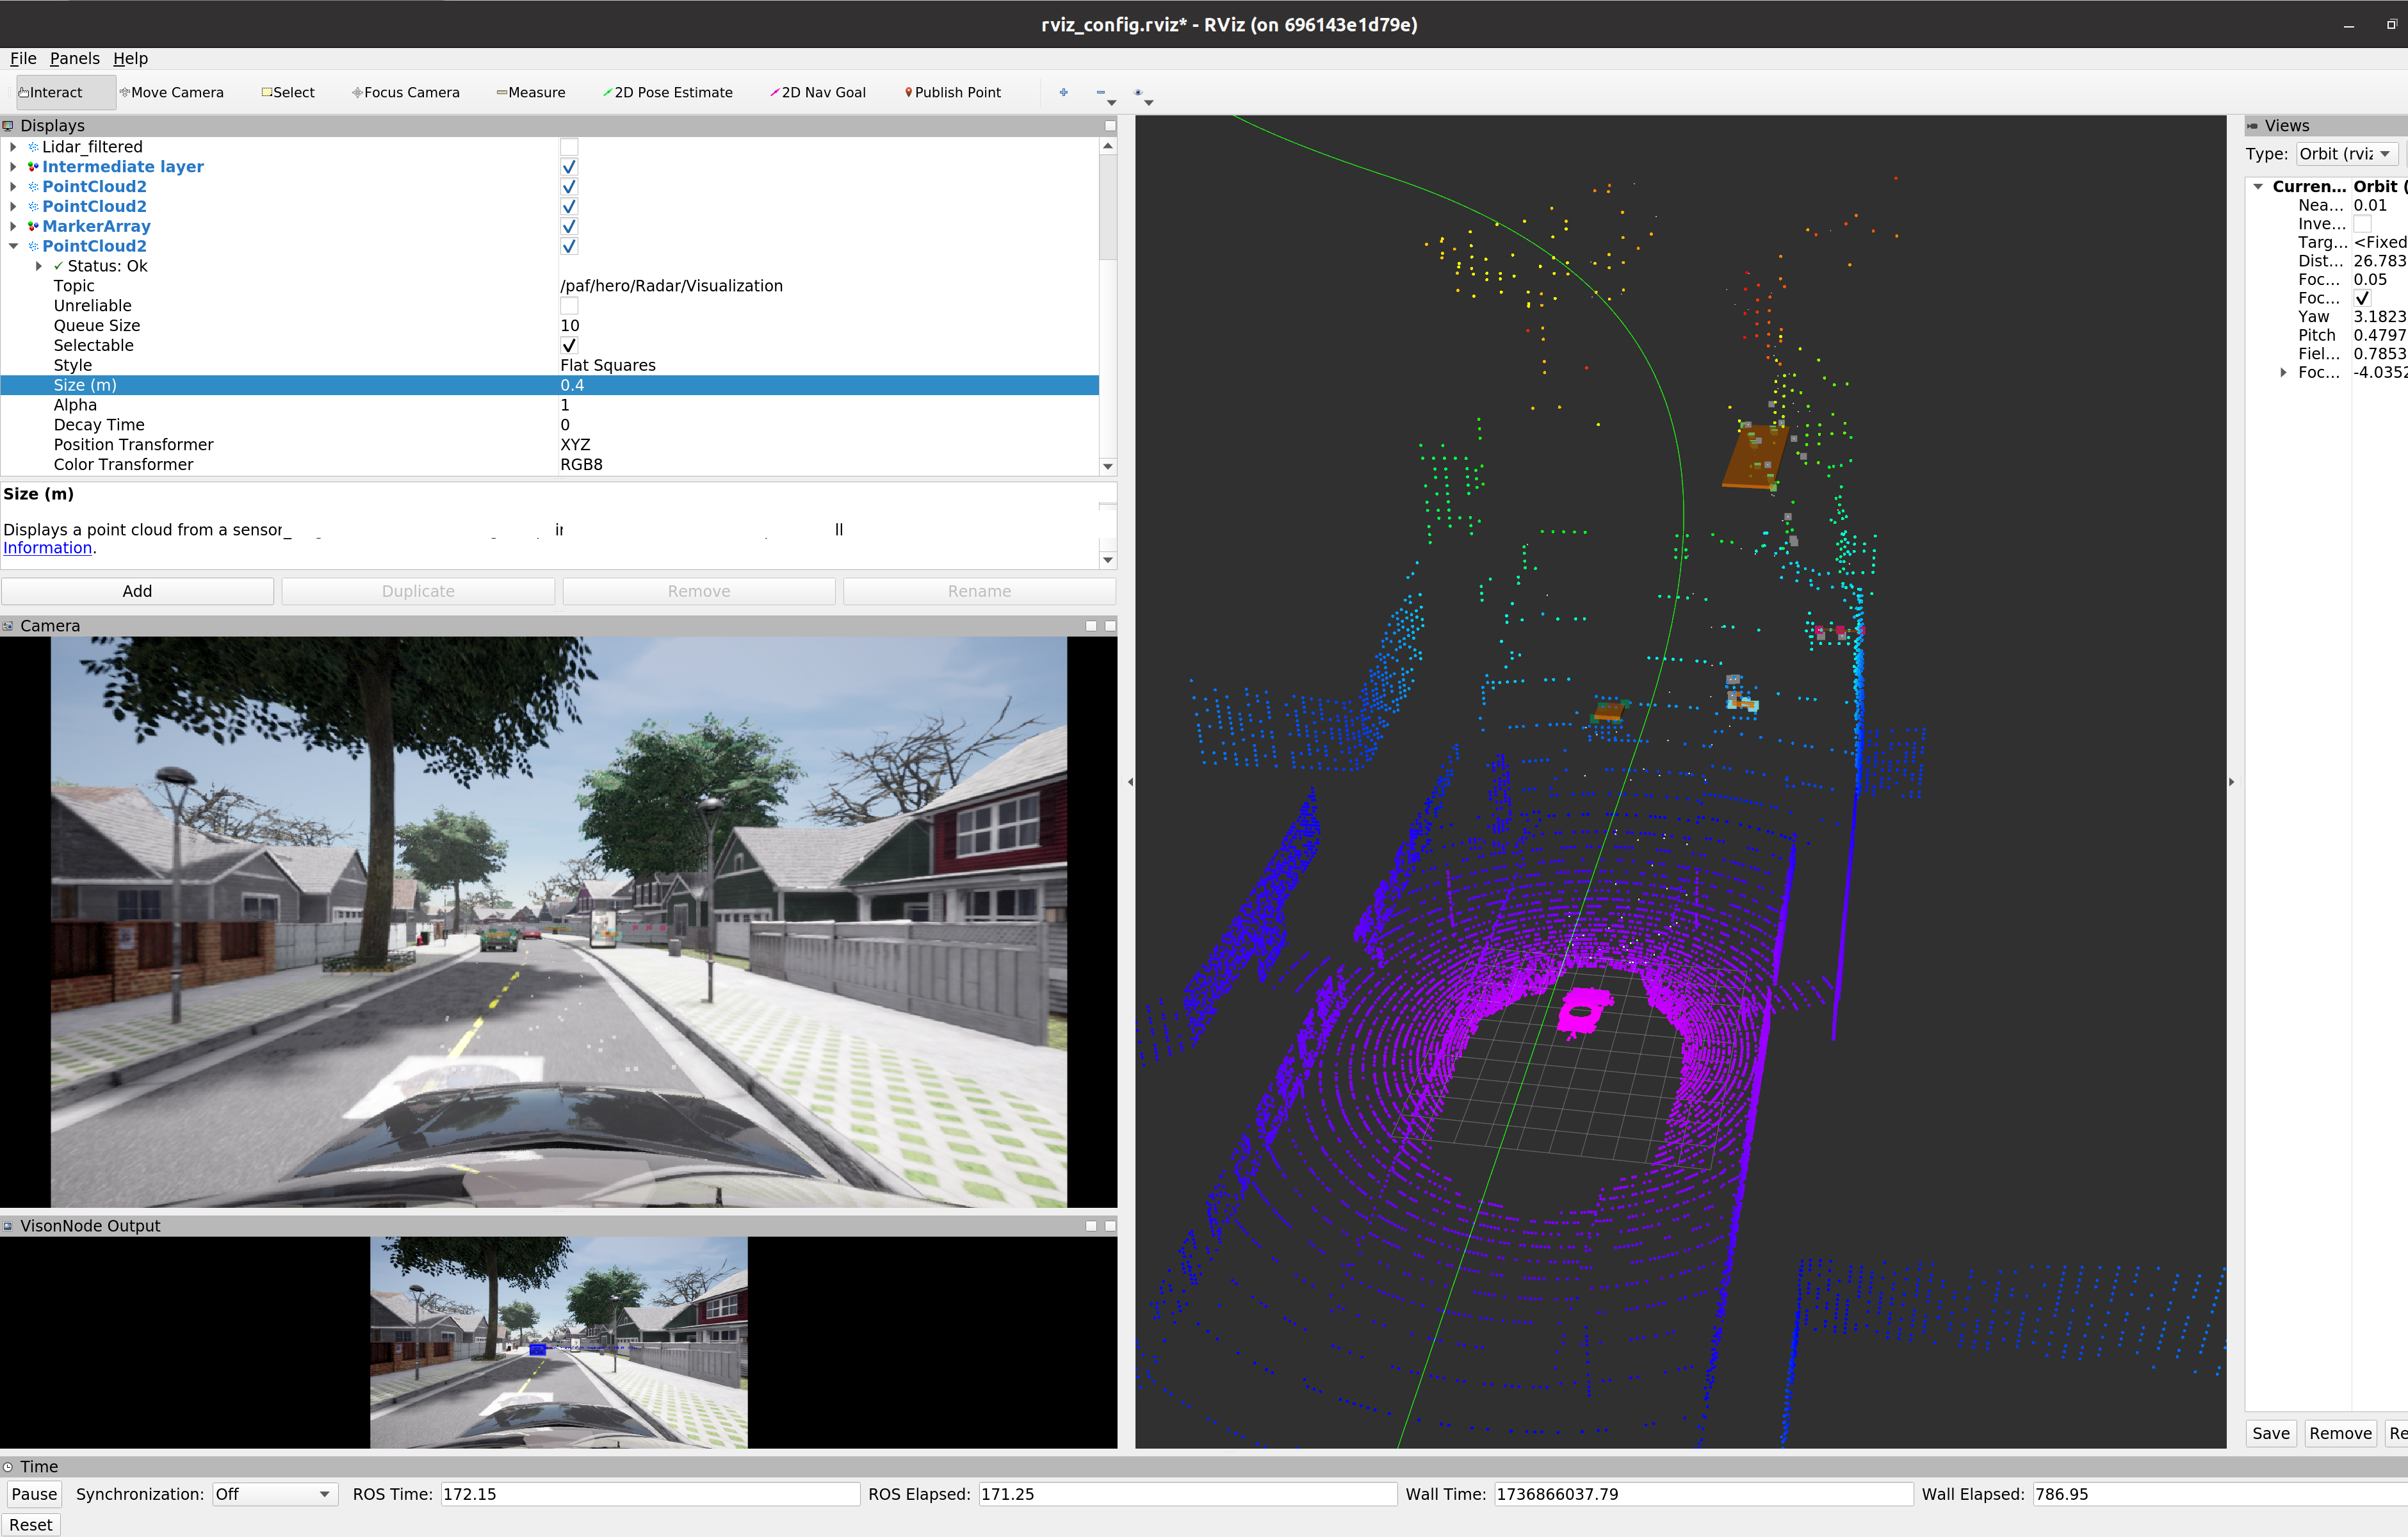 rviz_config.rviz* - RViz (on 696143e1d79e)
File Panels Help
Interact Move Camera Select Focus Camera Measure 2D Pose Estimate 2D Nav Goal Publish Point
Displays
Lidar_filtered
Intermediate layer
PointCloud2
PointCloud2
MarkerArray
PointCloud2
✓ Status: Ok
Topic /paf/hero/Radar/Visualization
Unreliable
Queue Size 10
Selectable
Style Flat Squares
Size (m) 0.4
Alpha 1
Decay Time 0
Position Transformer XYZ
Color Transformer RGB8
Size (m)
Displays a point cloud from a sensor_
Information.
Add Duplicate Remove Rename
Camera
VisonNode Output
Views
Type: Orbit (rviz
Curren... Orbit (
Nea... 0.01
Inve...
Targ... <Fixed
Dist... 26.783
Foc... 0.05
Foc...
Yaw 3.1823
Pitch 0.4797
Fiel... 0.7853
Foc... -4.0352
Save Remove Re
Time
Pause Synchronization: Off ROS Time: 172.15 ROS Elapsed: 171.25 Wall Time: 1736866037.79 Wall Elapsed: 786.95
Reset